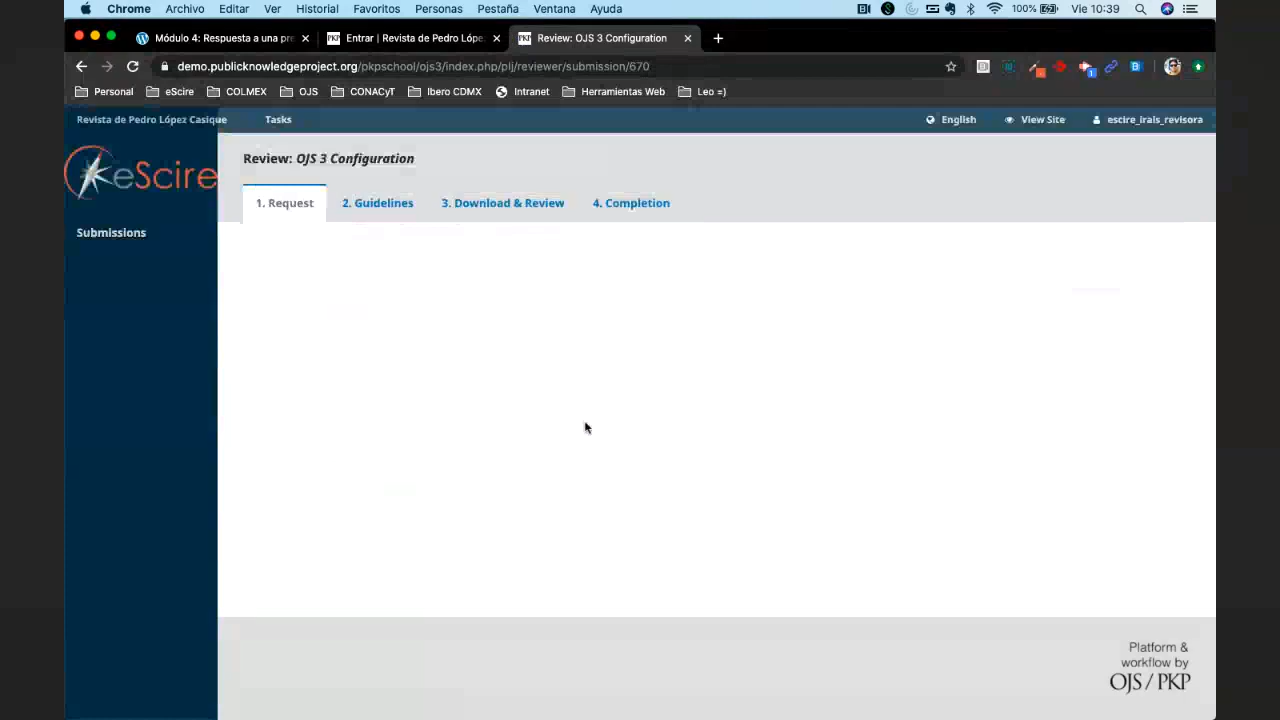 Chrome Archivo Editar Ver Historial Favoritos Personas Pestaña Ventana Ayuda 100% Vie 10:39
Módulo 4: Respuesta a una pre Entrar | Revista de Pedro Lópe Review: OJS 3 Configuration
demo.publicknowledgeproject.org/pkpschool/ojs3/index.php/plj/reviewer/submission/670
Personal eScire COLMEX OJS CONACyT Ibero CDMX Intranet Herramientas Web Leo =)
Revista de Pedro López Casique Tasks English View Site escire_irals_revisora
eScire
Review: OJS 3 Configuration
1. Request 2. Guidelines 3. Download & Review 4. Completion
Submissions
Platform &
workflow by
OJS / PKP